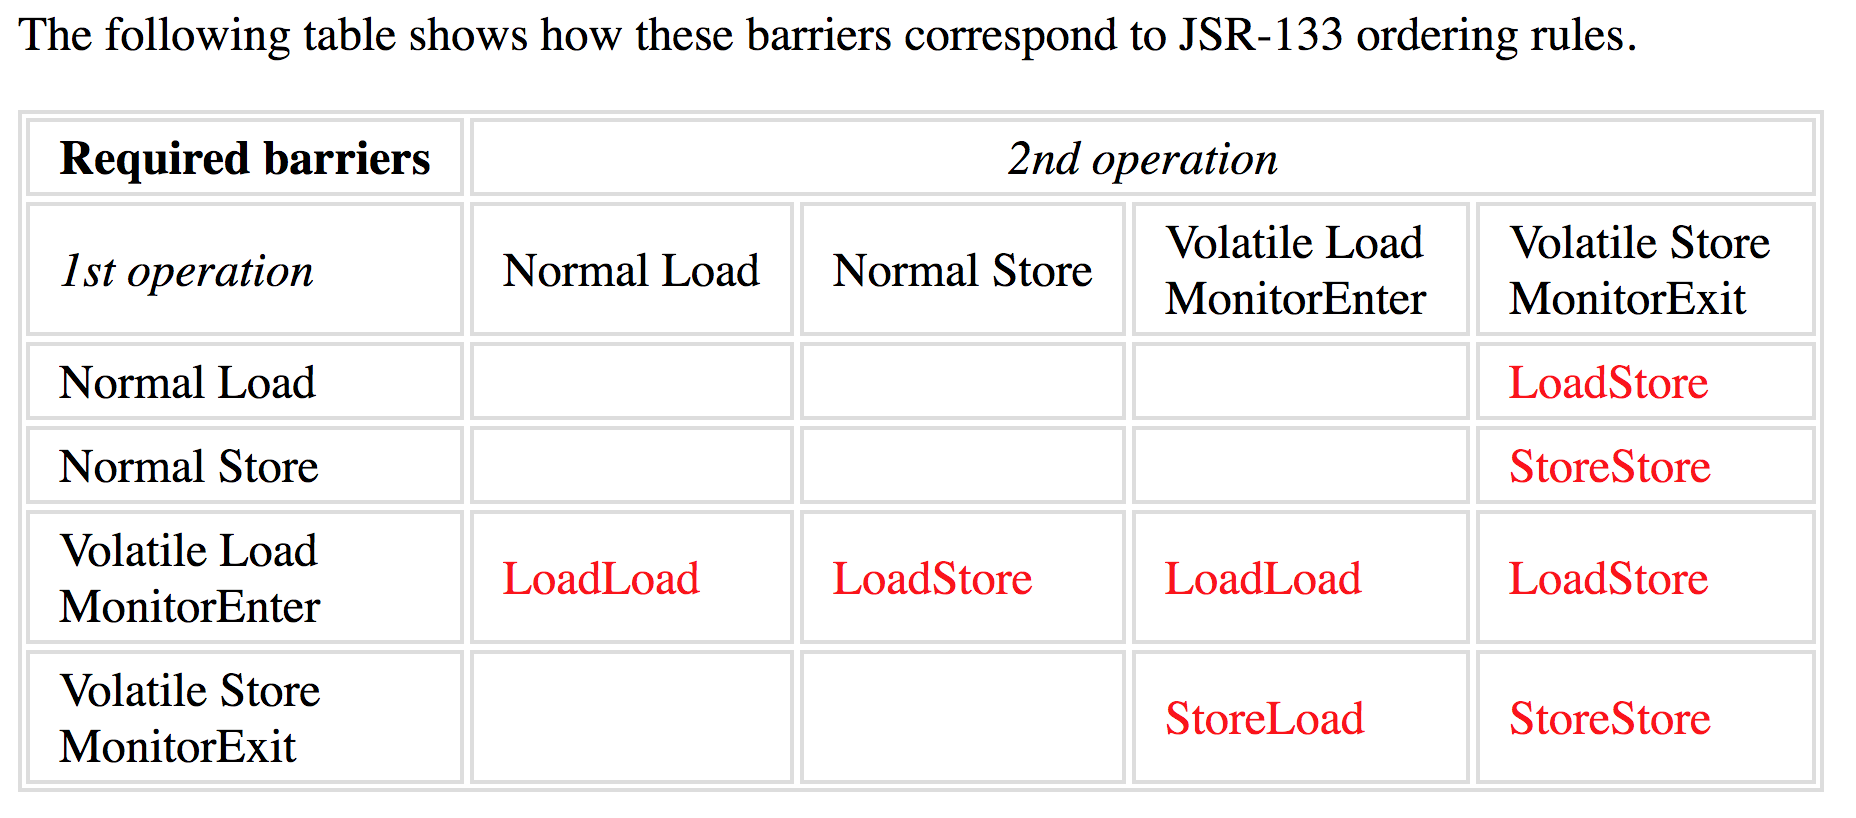 The following table shows how these barriers correspond to JSR-133 ordering rules.
Required barriers 2nd operation
1st operation Normal Load Normal Store Volatile Load MonitorEnter Volatile Store MonitorExit
Normal Load LoadStore
Normal Store StoreStore
Volatile Load MonitorEnter LoadLoad LoadStore LoadLoad LoadStore
Volatile Store MonitorExit StoreLoad StoreStore